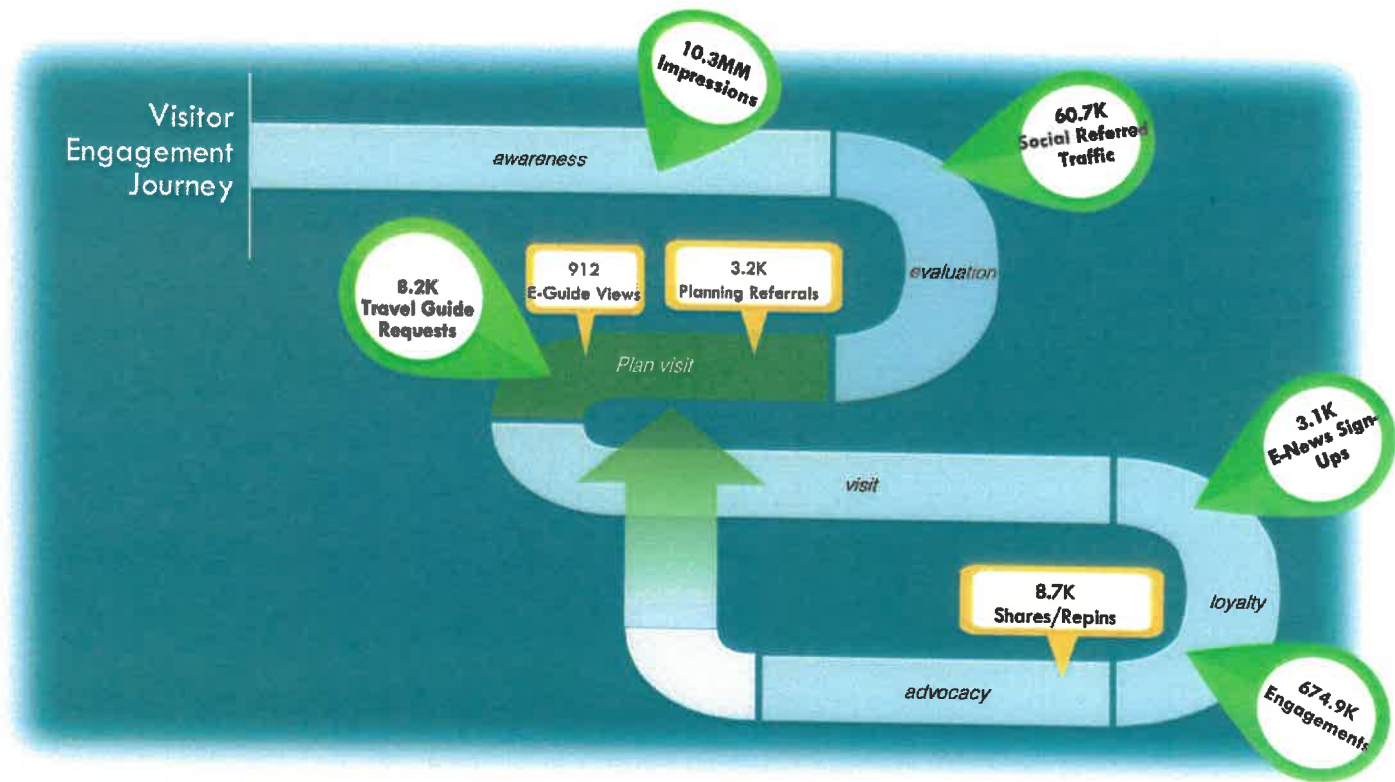 Visitor
Engagement
Journey
10.3MM
Impressions
awareness
60.7K
Social Referred
Traffic
evaluation
8.2K
Travel Guide
Requests
912
E-Guide Views
3.2K
Planning Referrals
Plan visit
visit
3.1K
E-News Sign-
Ups
loyalty
8.7K
Shares/Repins
advocacy
674.9K
Engagements